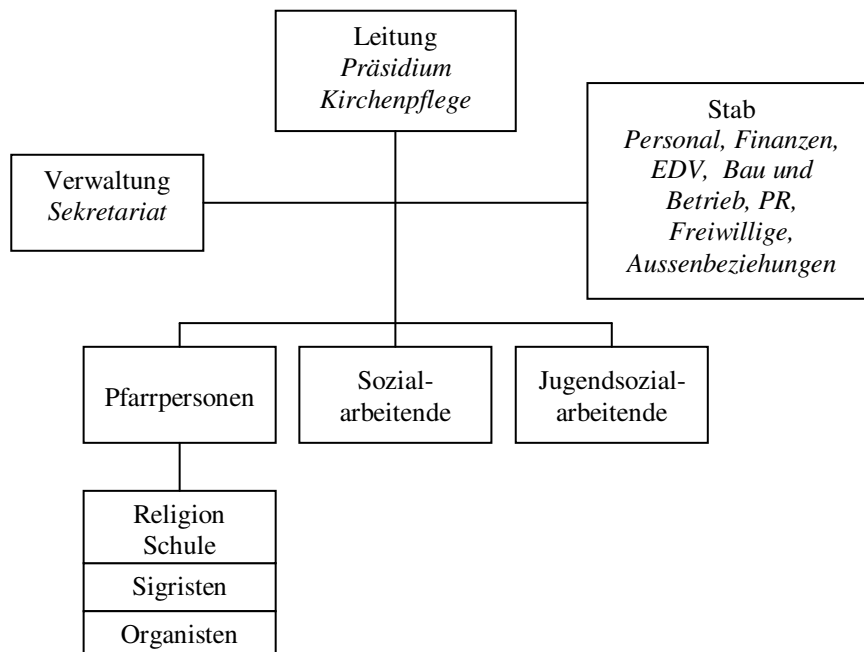 Leitung
Präsidium
Kirchenpflege
Stab
Personal, Finanzen,
EDV, Bau und
Betrieb, PR,
Freiwillige,
Aussenbeziehungen
Verwaltung
Sekretariat
Pfarrpersonen
Sozial-
arbeitende
Jugendsozial-
arbeitende
Religion
Schule
Sigristen
Organisten